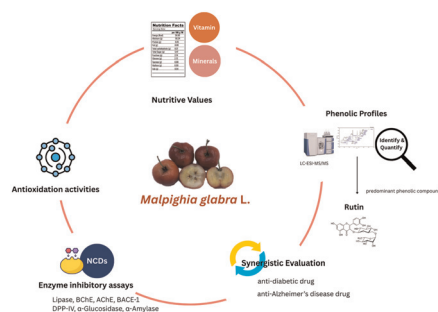 Nutrition Facts
Vitamin
Minerals
Nutritive Values
Phenolic Profiles
Identify &
Quantify
LC-ESI-MS/MS
predominant phenolic compoun
Rutin
Antioxidation activities
Malpighia glabra L.
NCDs
Enzyme inhibitory assays
Lipase, BChE, AChE, BACE-1
DPP-IV, α-Glucosidase, α-Amylase
Synergistic Evaluation
anti-diabetic drug
anti-Alzheimer's disease drug